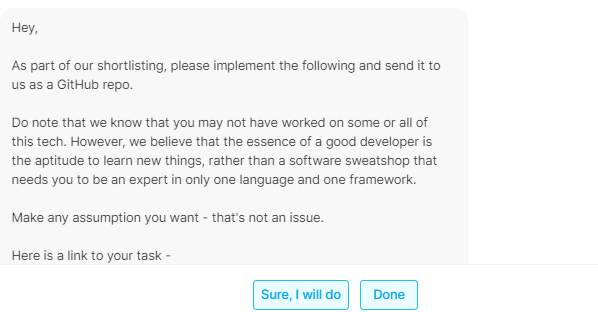 Hey,
As part of our shortlisting, please implement the following and send it to
us as a GitHub repo.
Do note that we know that you may not have worked on some or all of
this tech. However, we believe that the essence of a good developer is
the aptitude to learn new things, rather than a software sweatshop that
needs you to be an expert in only one language and one framework.
Make any assumption you want - that's not an issue.
Here is a link to your task -
Sure, I will do
Done